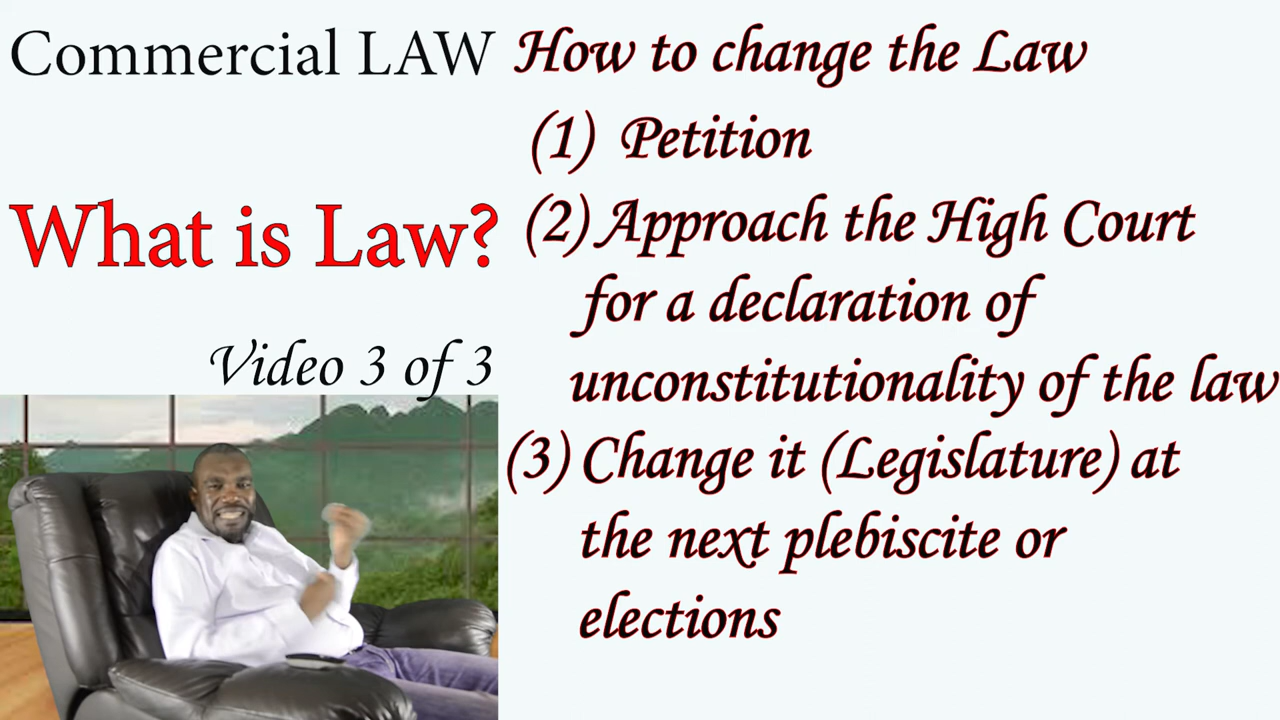 Commercial LAW
What is Law?
Video 3 of 3
How to change the Law
(1) Petition
(2) Approach the High Court
for a declaration of
unconstitutionality of the law
(3) Change it (Legislature) at
the next plebiscite or
elections